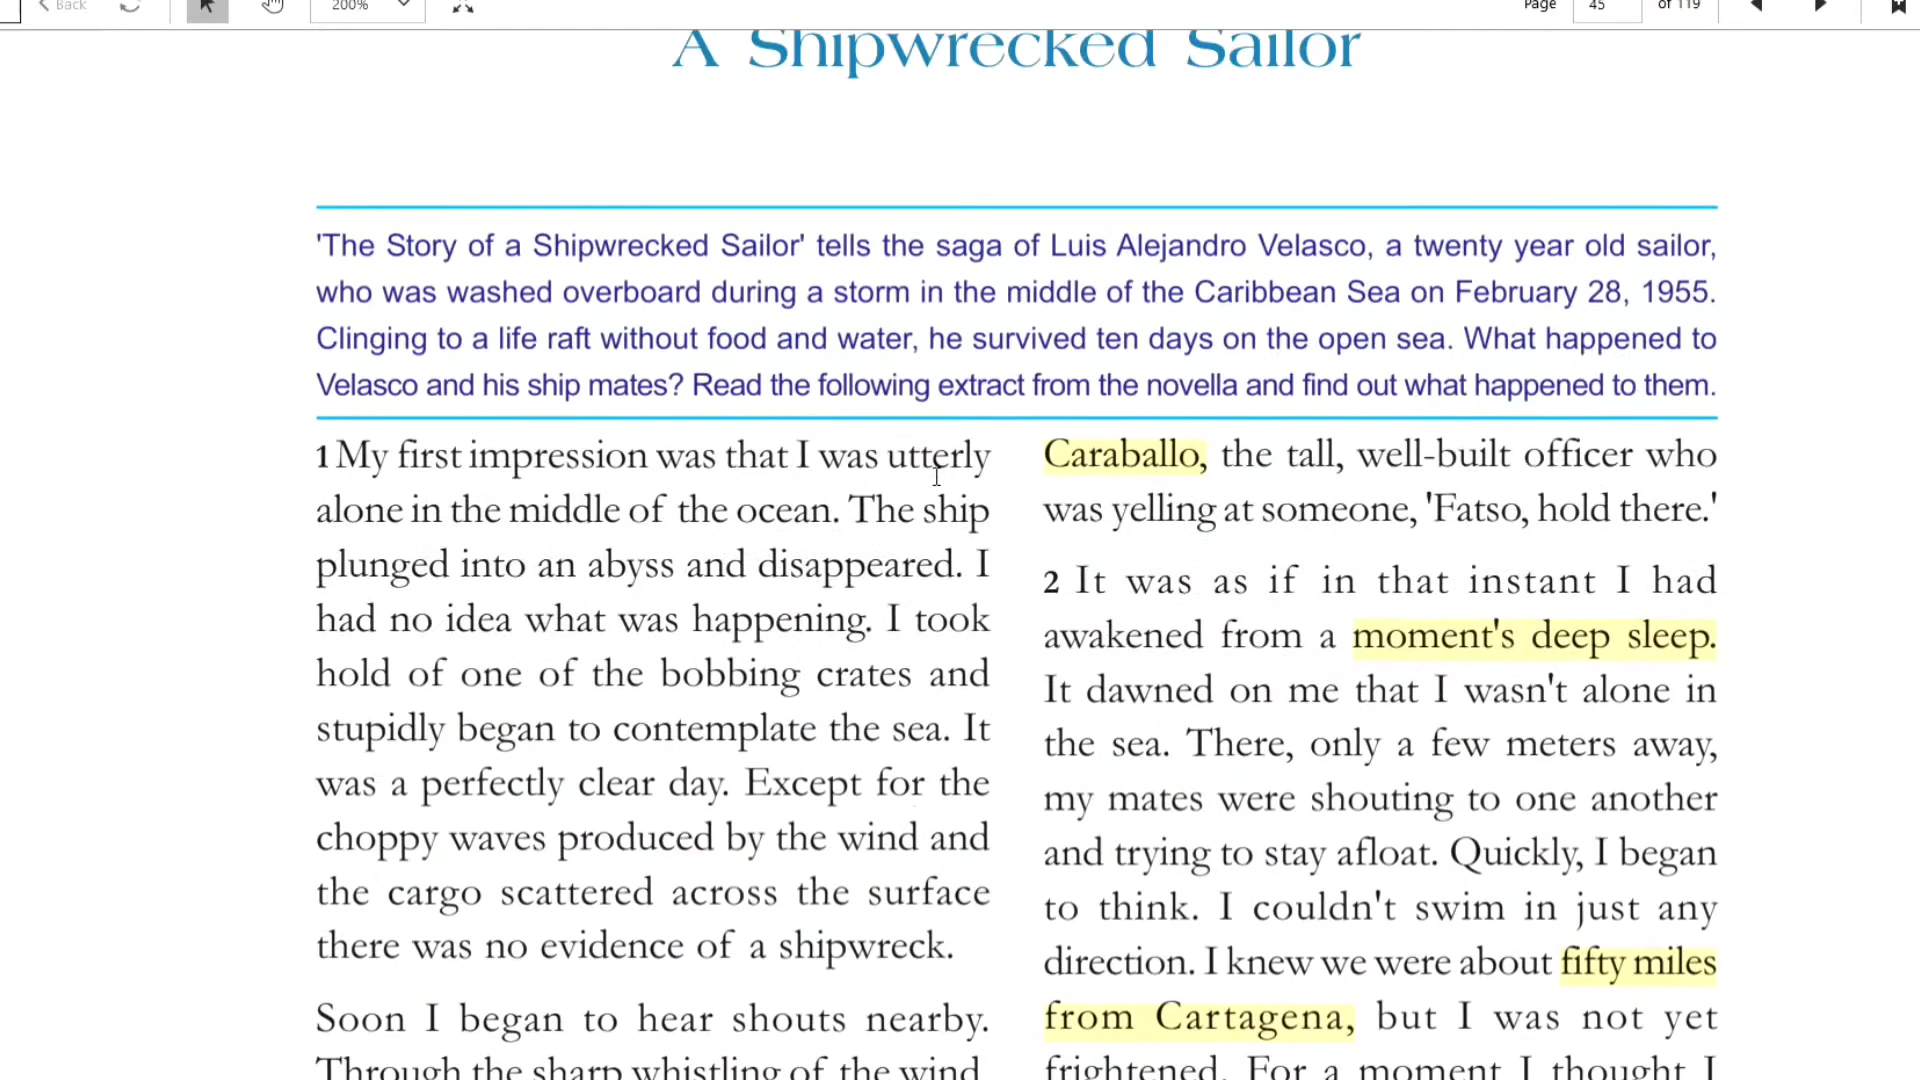 Back
200%
Page 45 of 119
A Shipwrecked Sailor
'The Story of a Shipwrecked Sailor' tells the saga of Luis Alejandro Velasco, a twenty year old sailor,
who was washed overboard during a storm in the middle of the Caribbean Sea on February 28, 1955.
Clinging to a life raft without food and water, he survived ten days on the open sea. What happened to
Velasco and his ship mates? Read the following extract from the novella and find out what happened to them.
1 My first impression was that I was utterly
alone in the middle of the ocean. The ship
plunged into an abyss and disappeared. I
had no idea what was happening. I took
hold of one of the bobbing crates and
stupidly began to contemplate the sea. It
was a perfectly clear day. Except for the
choppy waves produced by the wind and
the cargo scattered across the surface
there was no evidence of a shipwreck.
Soon I began to hear shouts nearby.
Through the sharp whistling of the wind
Caraballo, the tall, well-built officer who
was yelling at someone, 'Fatso, hold there.'
2 It was as if in that instant I had
awakened from a moment's deep sleep.
It dawned on me that I wasn't alone in
the sea. There, only a few meters away,
my mates were shouting to one another
and trying to stay afloat. Quickly, I began
to think. I couldn't swim in just any
direction. I knew we were about fifty miles
from Cartagena, but I was not yet
frightened. For a moment I thought I